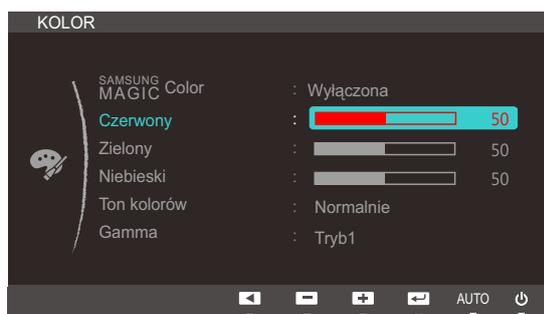 KOLOR
SAMSUNG MAGIC Color : Wyłączona
Czerwony : 50
Zielony : 50
Niebieski : 50
Ton kolorów : Normalnie
Gamma : Tryb1
AUTO